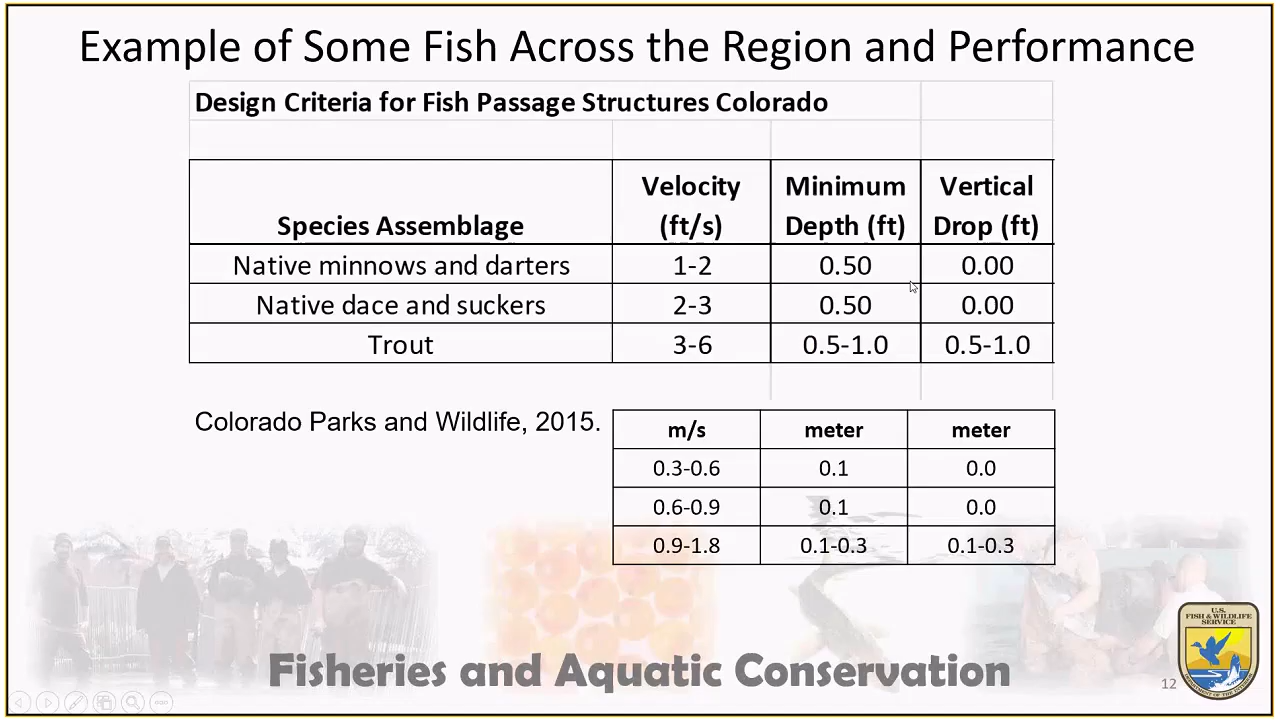 Example of Some Fish Across the Region and Performance
Design Criteria for Fish Passage Structures Colorado
Species Assemblage Velocity (ft/s) Minimum Depth (ft) Vertical Drop (ft)
Native minnows and darters 1-2 0.50 0.00
Native dace and suckers 2-3 0.50 0.00
Trout 3-6 0.5-1.0 0.5-1.0
Colorado Parks and Wildlife, 2015.
m/s meter meter
0.3-0.6 0.1 0.0
0.6-0.9 0.1 0.0
0.9-1.8 0.1-0.3 0.1-0.3
U.S.
FISH & WILDLIFE
SERVICE
DEPARTMENT OF THE INTERIOR
Fisheries and Aquatic Conservation
12